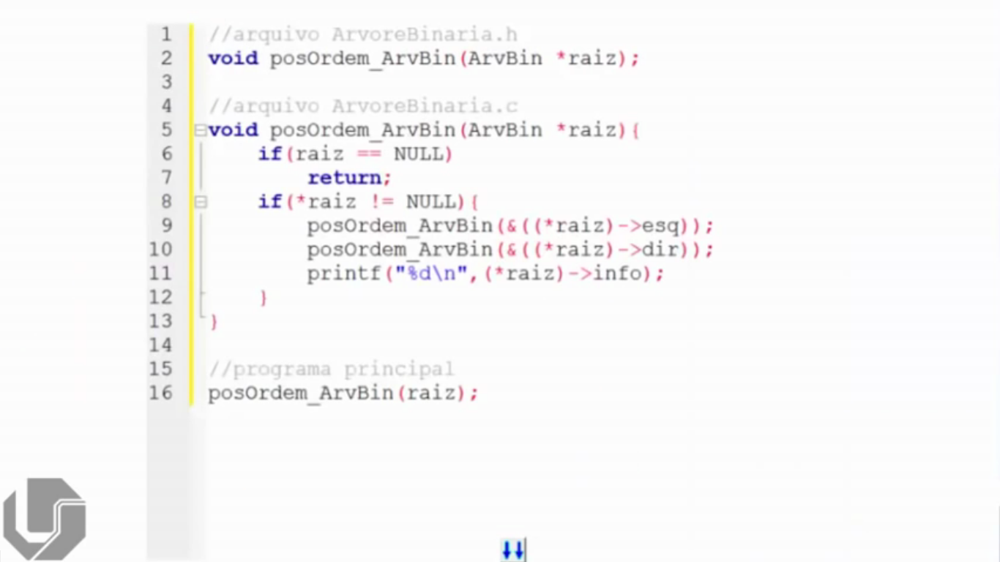 1 //arquivo ArvoreBinaria.h
2 void posOrdem_ArvBin(ArvBin *raiz);
3
4 //arquivo ArvoreBinaria.c
5 void posOrdem_ArvBin(ArvBin *raiz){
6     if(raiz == NULL)
7         return;
8     if(*raiz != NULL){
9         posOrdem_ArvBin(&((*raiz)->esq));
10         posOrdem_ArvBin(&((*raiz)->dir));
11         printf("%d\n",(*raiz)->info);
12     }
13 }
14
15 //programa principal
16 posOrdem_ArvBin(raiz);